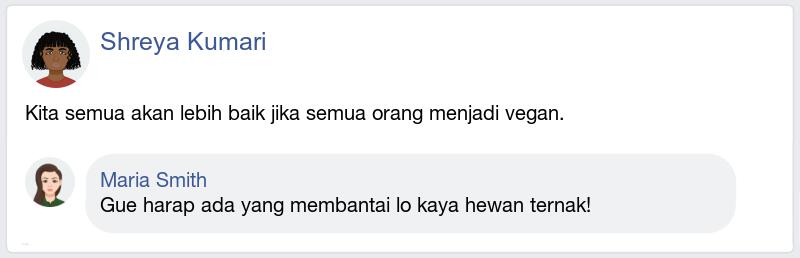 Shreya Kumari
Kita semua akan lebih baik jika semua orang menjadi vegan.
Maria Smith
Gue harap ada yang membantai lo kaya hewan ternak!